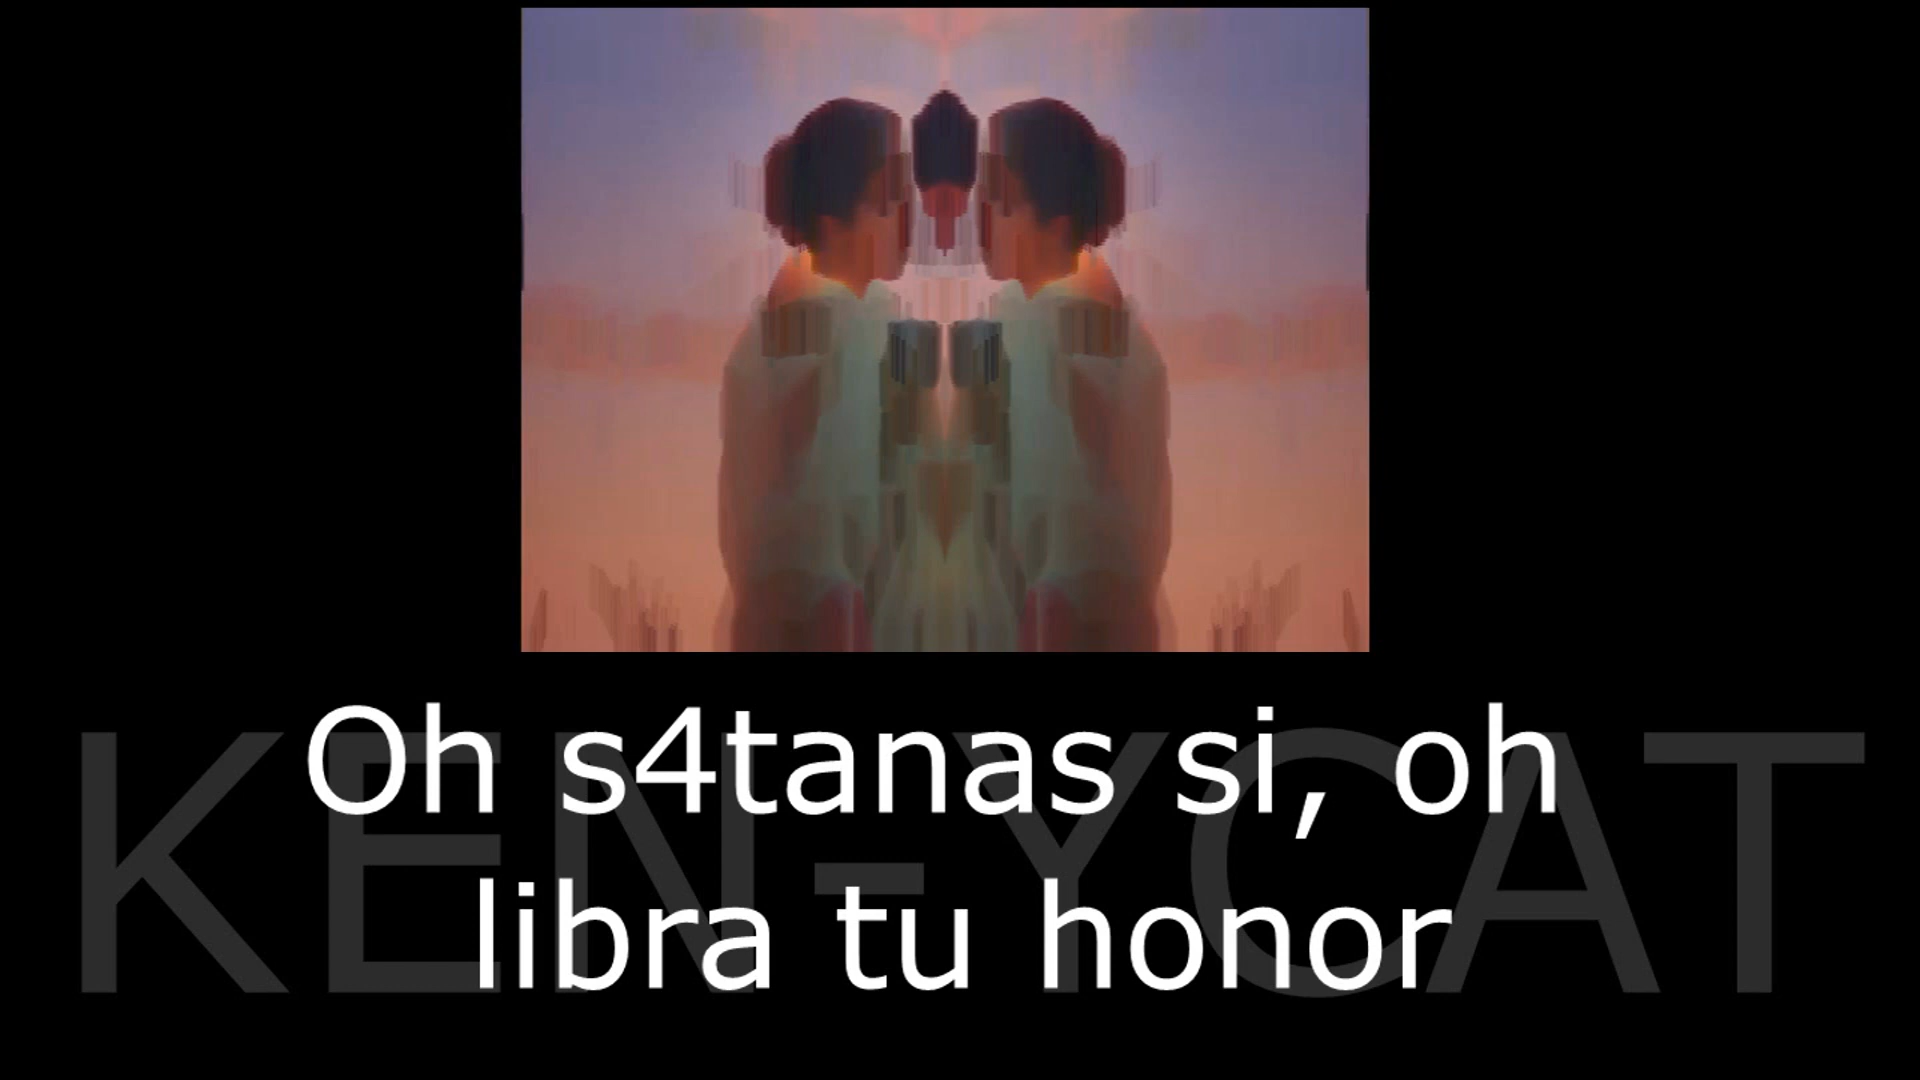 Oh s4tanas si, oh
libra tu honor
KEN-YCAT